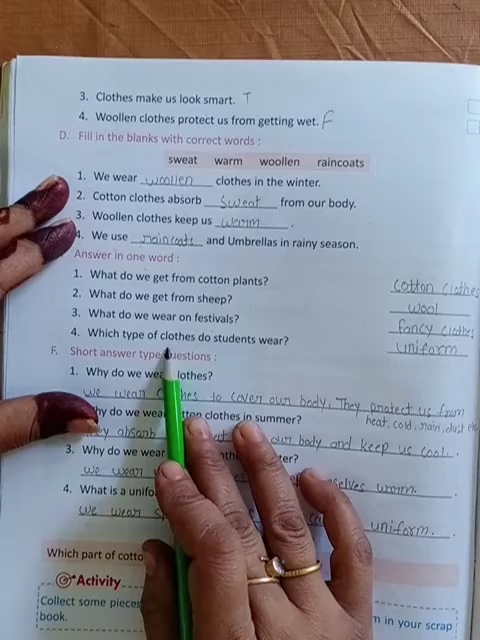 3. Clothes make us look smart. T
4. Woollen clothes protect us from getting wet. F
D. Fill in the blanks with correct words :
sweat warm woollen raincoats
1. We wear woollen clothes in the winter.
2. Cotton clothes absorb sweat from our body.
3. Woollen clothes keep us warm.
4. We use raincoats and Umbrellas in rainy season.
Answer in one word :
1. What do we get from cotton plants? cotton clothes
2. What do we get from sheep? wool
3. What do we wear on festivals? fancy clothes
4. Which type of clothes do students wear? uniform
F. Short answer type questions :
1. Why do we wear clothes?
we wear clothes to cover our body. They protect us from
heat, cold, rain, dust etc.
Why do we wear cotton clothes in summer?
They absorb our body and keep us cool.
3. Why do we wear
we wear warm.
4. What is a
we wear uniform.
Which part of
Activity
Collect some pieces m in your scrap
book.